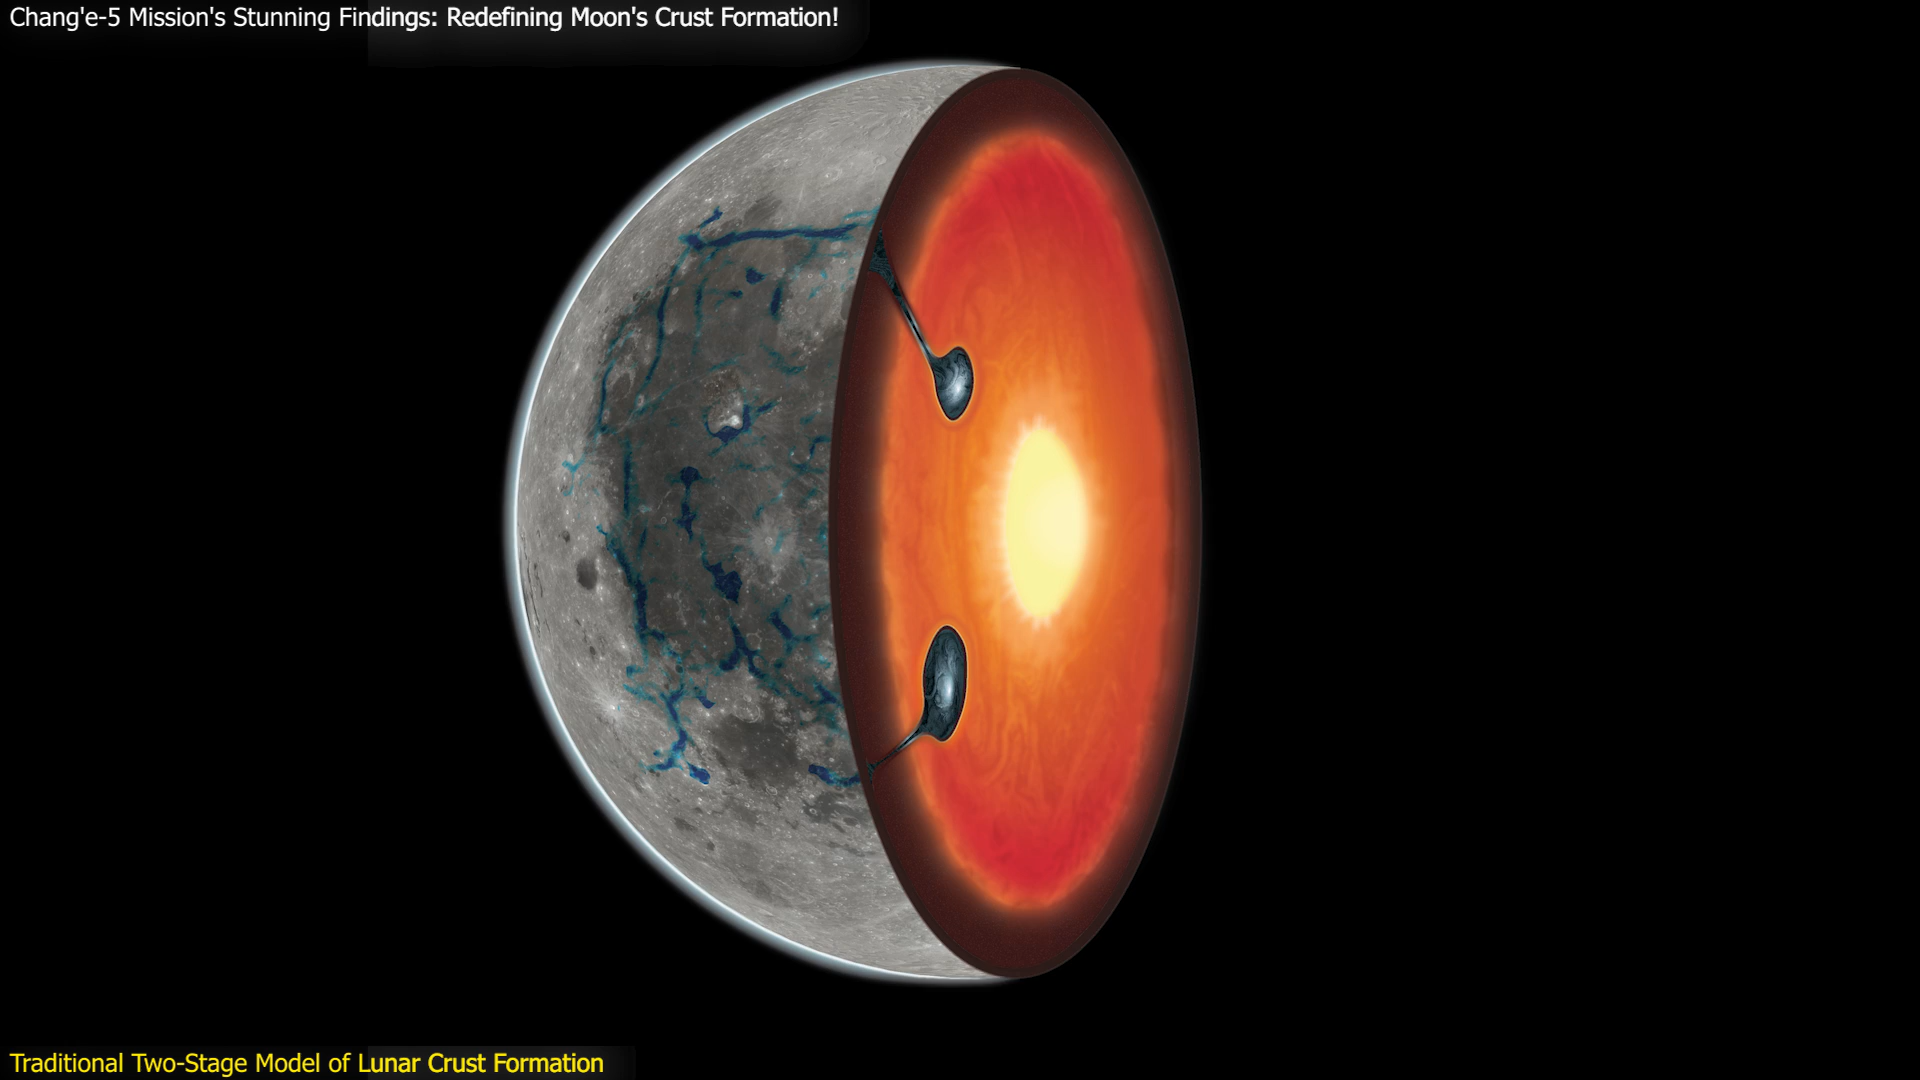 Chang'e-5 Mission's Stunning Findings: Redefining Moon's Crust Formation!
Traditional Two-Stage Model of Lunar Crust Formation